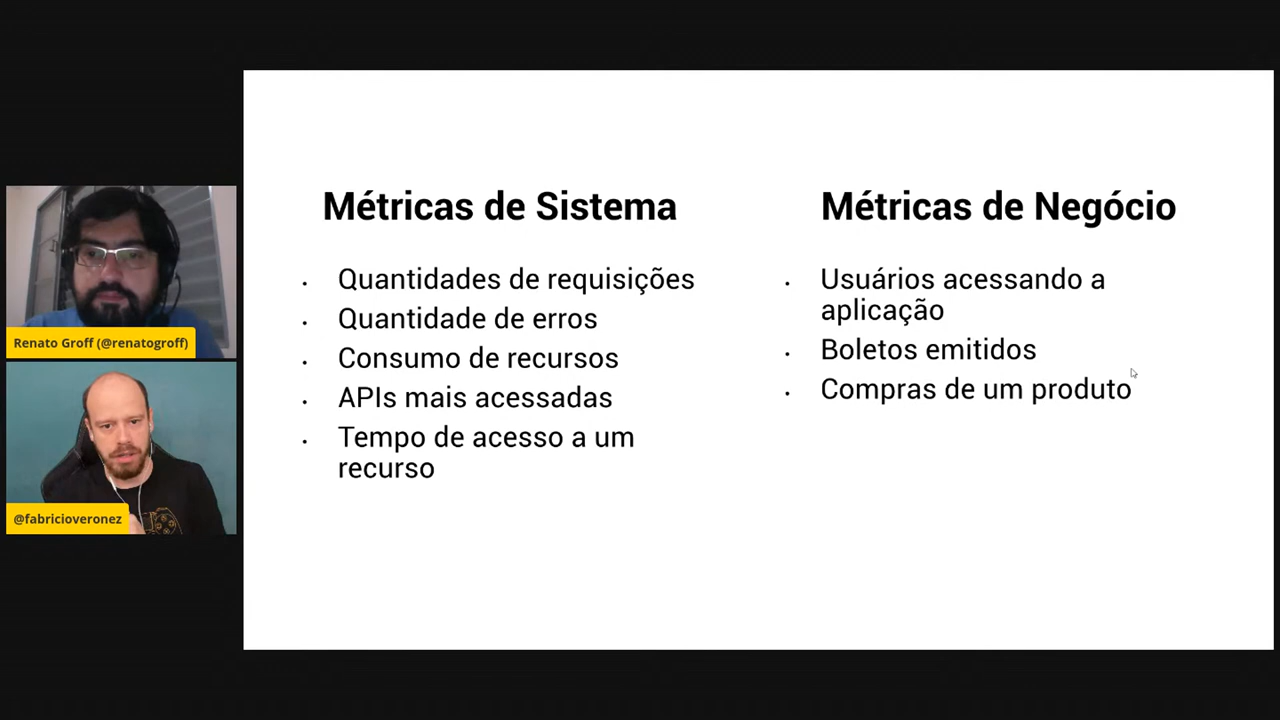 Renato Groff (@renatogroff)
@fabricioveronez
Métricas de Sistema
• Quantidades de requisições
• Quantidade de erros
• Consumo de recursos
• APIs mais acessadas
• Tempo de acesso a um
recurso
Métricas de Negócio
• Usuários acessando a
aplicação
• Boletos emitidos
• Compras de um produto